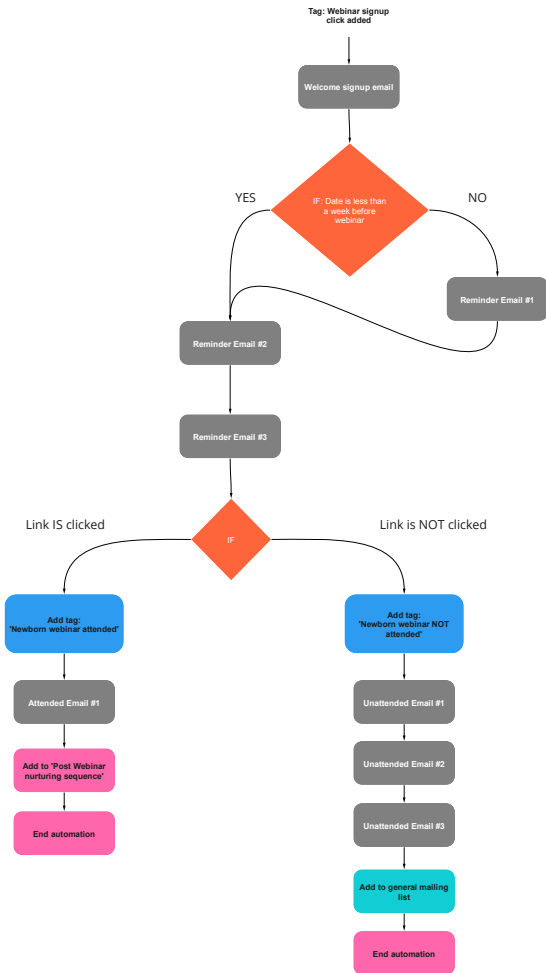 Tag: Webinar signup
click added
Welcome signup email
YES
IF: Date is less than
a week before
webinar
NO
Reminder Email #1
Reminder Email #2
Reminder Email #3
Link IS clicked
IF
Link is NOT clicked
Add tag:
'Newborn webinar attended'
Add tag:
'Newborn webinar NOT
attended'
Attended Email #1
Unattended Email #1
Add to 'Post Webinar
nurturing sequence'
Unattended Email #2
End automation
Unattended Email #3
Add to general mailing
list
End automation